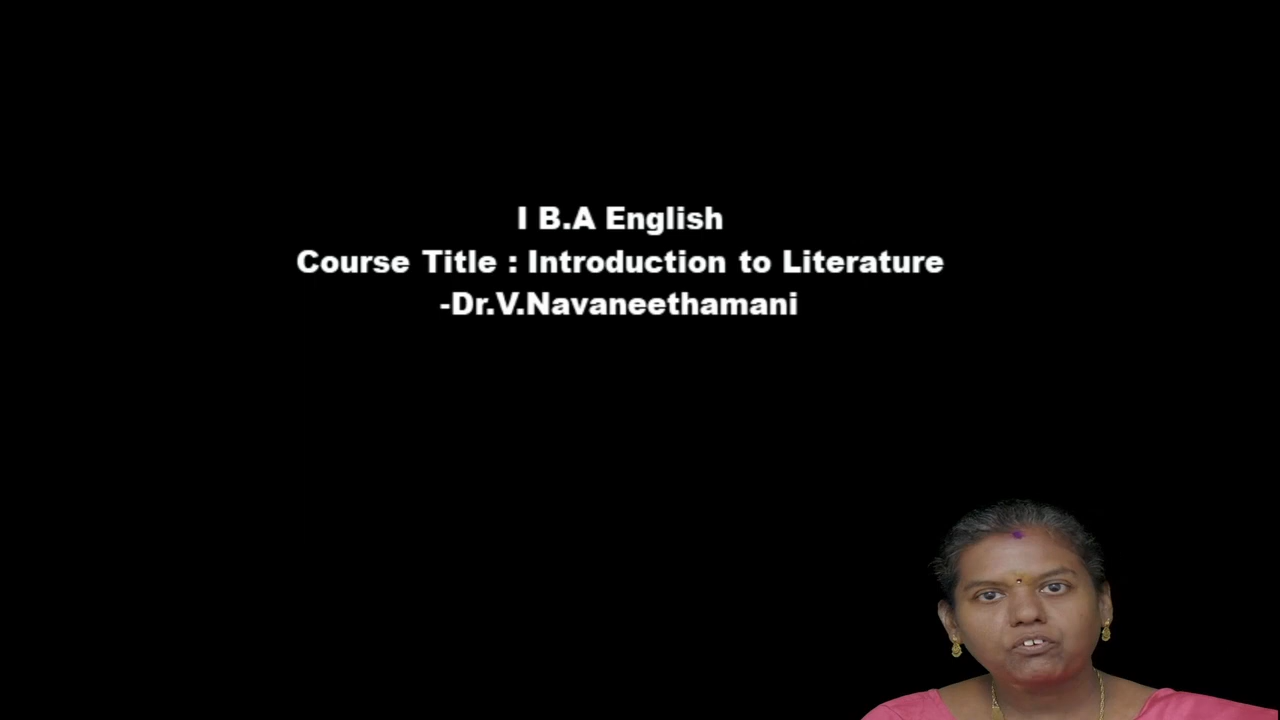 I B.A English
Course Title : Introduction to Literature
-Dr.V.Navaneethamani